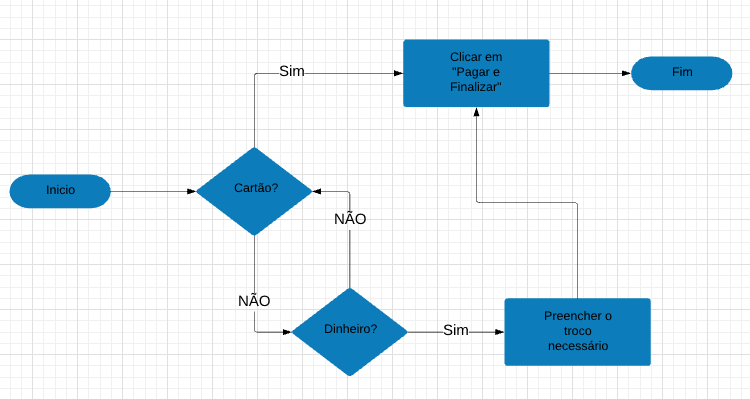 Clicar em
"Pagar e
Finalizar"
Sim
Fim
Inicio
Cartão?
NÃO
NÃO
Dinheiro?
Sim
Preencher o
troco
necessário